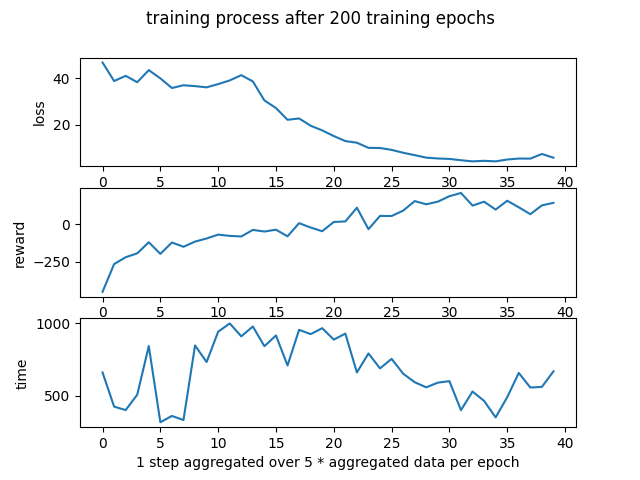 training process after 200 training epochs
40
20
loss
0 5 10 15 20 25 30 35 40
0
−250
reward
0 5 10 15 20 25 30 35 40
1000
500
time
0 5 10 15 20 25 30 35 40
1 step aggregated over 5 * aggregated data per epoch